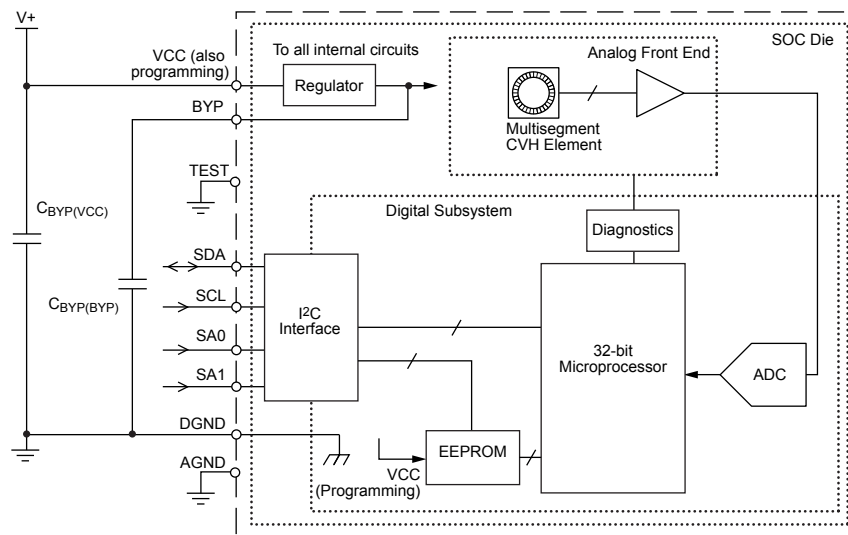 V+
VCC (also
programming)
BYP
TEST
C_BYP(VCC)
C_BYP(BYP)
SDA
SCL
SA0
SA1
DGND
AGND
To all internal circuits
Regulator
SOC Die
Analog Front End
Multisegment
CVH Element
Digital Subsystem
Diagnostics
I²C
Interface
32-bit
Microprocessor
ADC
EEPROM
VCC
(Programming)